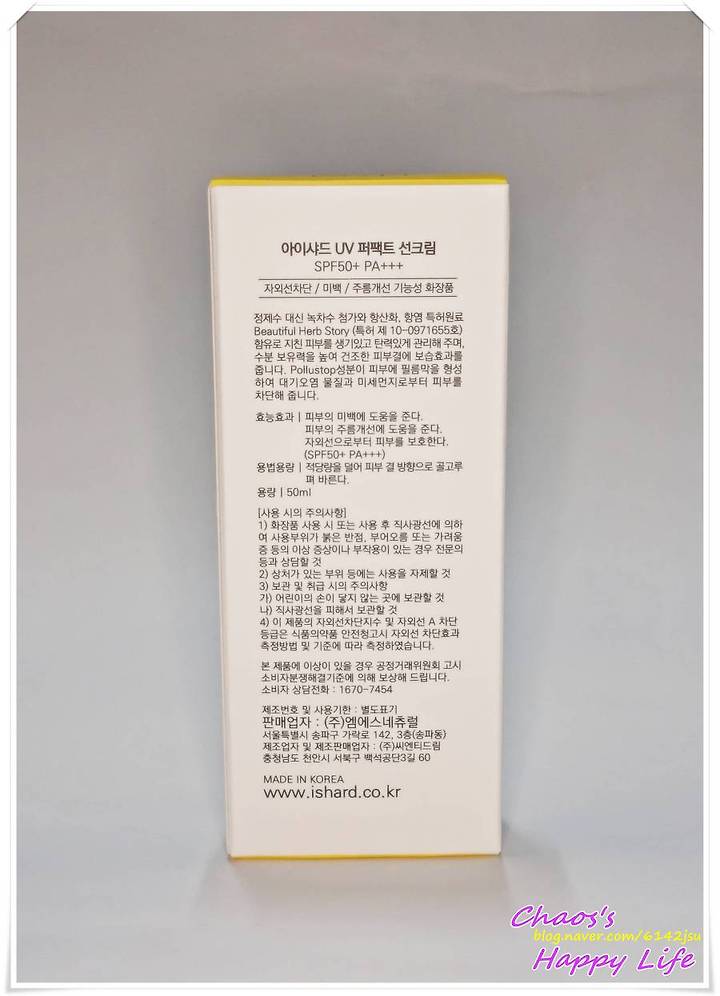 아이샤드 UV 퍼팩트 선크림
SPF50+ PA+++
자외선차단 / 미백 / 주름개선 기능성 화장품
정제수 대신 녹차수 첨가와 항산화, 항염 특허원료
Beautiful Herb Story (특허 제 10-0971655호)
함유로 지친 피부를 생기있고 탄력있게 관리해 주며,
수분 보유력을 높여 건조한 피부결에 보습효과를
줍니다. Pollustop성분이 피부에 필름막을 형성
하여 대기오염 물질과 미세먼지로부터 피부를
차단해 줍니다.
효능효과 | 피부의 미백에 도움을 준다.
피부의 주름개선에 도움을 준다.
자외선으로부터 피부를 보호한다.
(SPF50+ PA+++)
용법용량 | 적당량을 덜어 피부 결 방향으로 골고루
펴 바른다.
용량 | 50ml
[사용 시의 주의사항]
1) 화장품 사용 시 또는 사용 후 직사광선에 의하
여 사용부위가 붉은 반점, 부어오름 또는 가려움
증 등의 이상 증상이나 부작용이 있는 경우 전문의
등과 상담할 것
2) 상처가 있는 부위 등에는 사용을 자제할 것
3) 보관 및 취급 시의 주의사항
가) 어린이의 손이 닿지 않는 곳에 보관할 것
나) 직사광선을 피해서 보관할 것
4) 이 제품의 자외선차단지수 및 자외선 A 차단
등급은 식품의약품 안전청고시 자외선 차단효과
측정방법 및 기준에 따라 측정하였습니다.
본 제품에 이상이 있을 경우 공정거래위원회 고시
소비자분쟁해결기준에 의해 보상해 드립니다.
소비자 상담전화 : 1670-7454
제조번호 및 사용기한 : 별도표기
판매업자 : (주)엠에스네츄럴
서울특별시 송파구 가락로 142, 3층(송파동)
제조업자 및 제조판매업자 : (주)씨엔티드림
충청남도 천안시 서북구 백석공단3길 60
MADE IN KOREA
www.ishard.co.kr
Chaos's
blog.naver.com/6142jsu
Happy Life